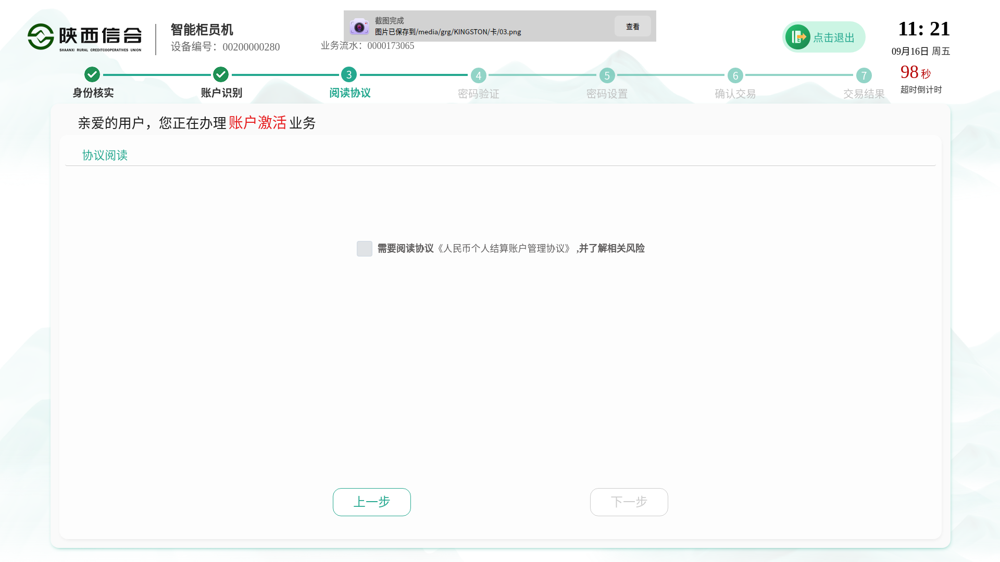 陕西信合
SHAANXI RURAL CREDITCOOPERATIVES UNION
智能柜员机
设备编号：00200000280
业务流水：0000173065
截图完成
图片已保存到/media/grg/KINGSTON/卡/03.png
查看
点击退出
11: 21
09月16日 周五
98 秒
超时倒计时
身份核实
账户识别
3 阅读协议
4 密码验证
5 密码设置
6 确认交易
7 交易结果
亲爱的用户，您正在办理 账户激活 业务
协议阅读
需要阅读协议《人民币个人结算账户管理协议》 ,并了解相关风险
上一步
下一步